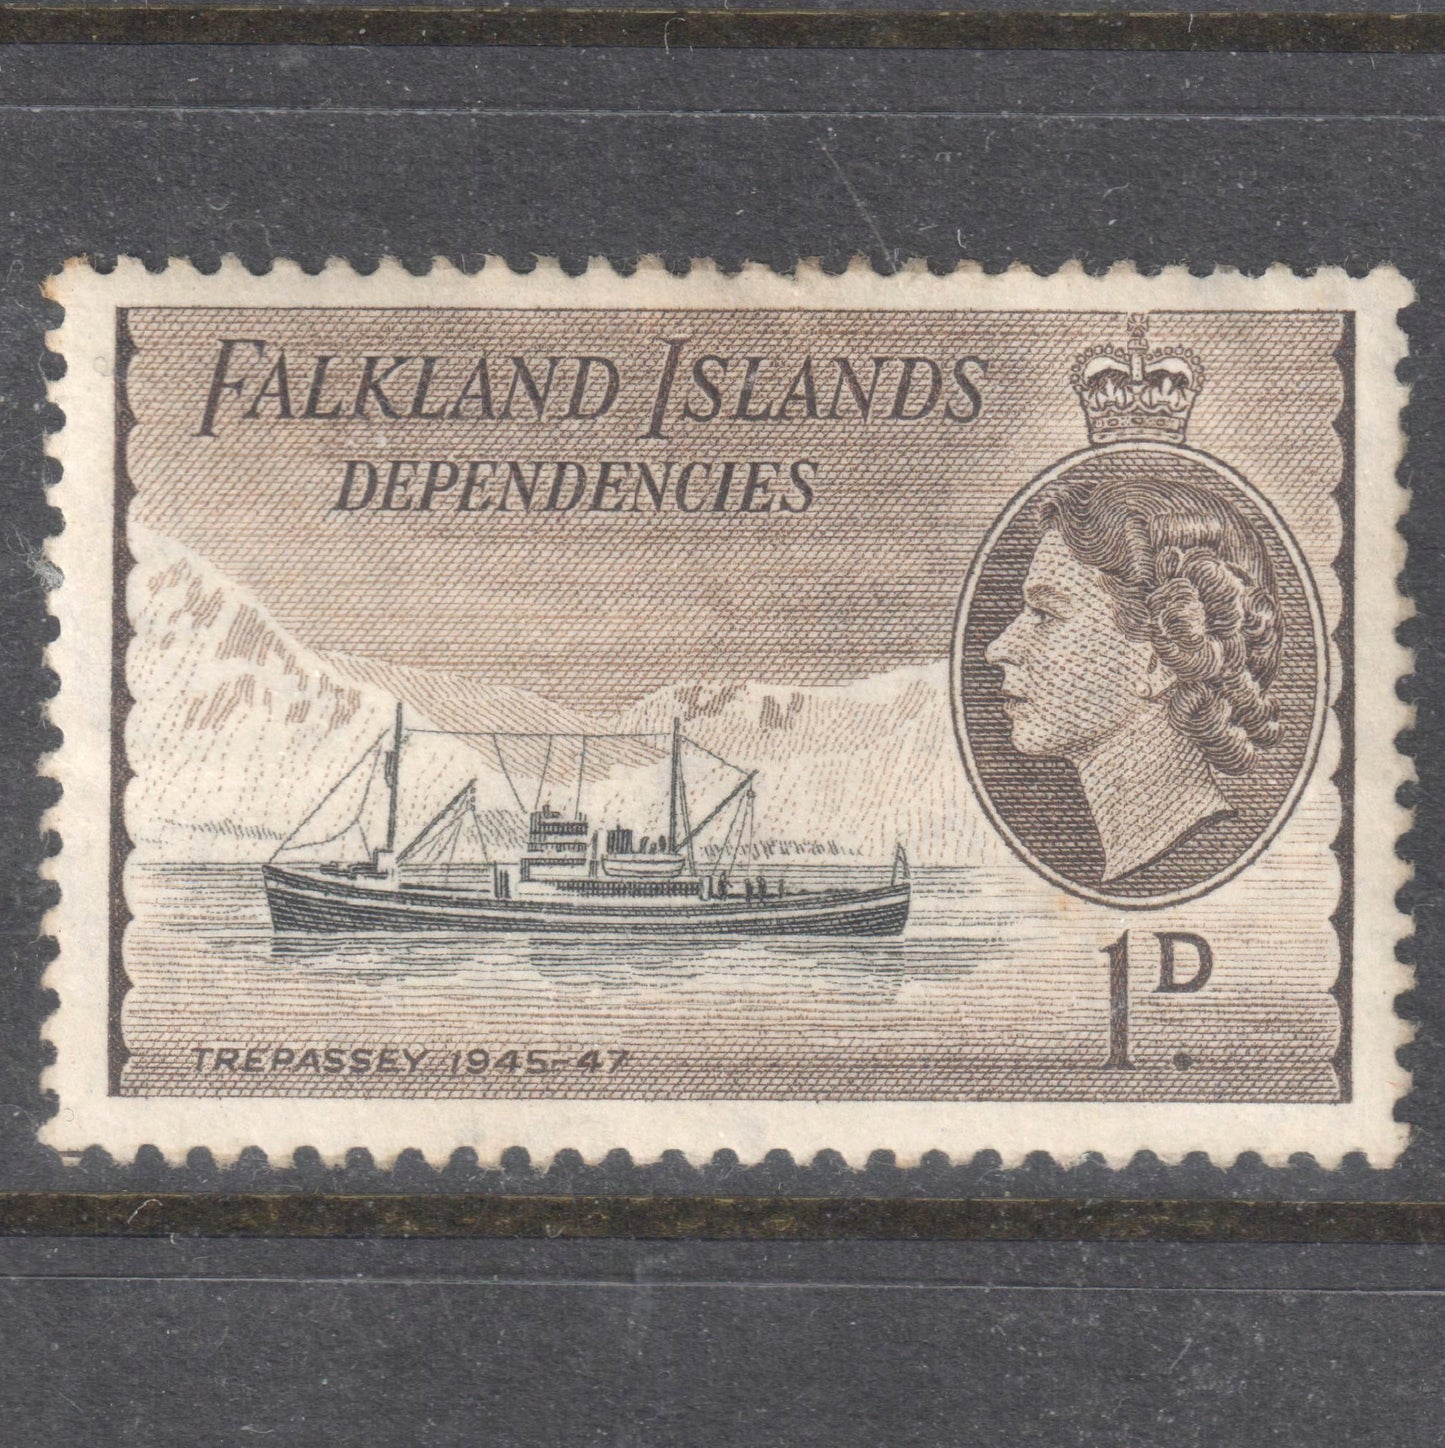 FALKLAND ISLANDS
DEPENDENCIES
1D.
TREPASSEY 1945-47